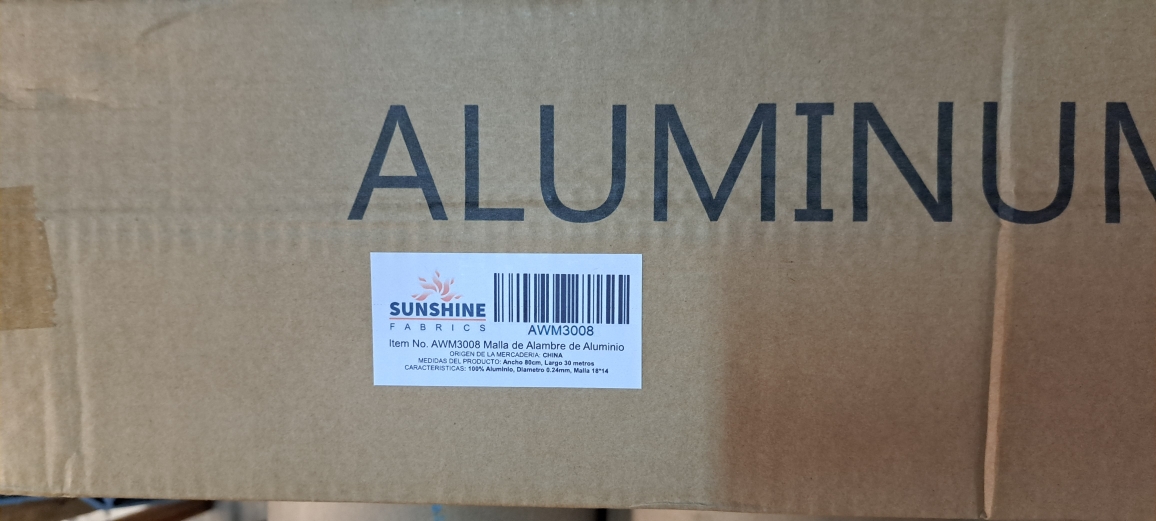 ALUMINUM
SUNSHINE
FABRICS
AWM3008
Item No. AWM3008 Malla de Alambre de Aluminio
ORIGEN DE LA MERCADERIA: CHINA
MEDIDAS DEL PRODUCTO: Ancho 80cm, Largo 30 metros
CARACTERISTICAS: 100% Aluminio, Diametro 0.24mm, Malla 18*14